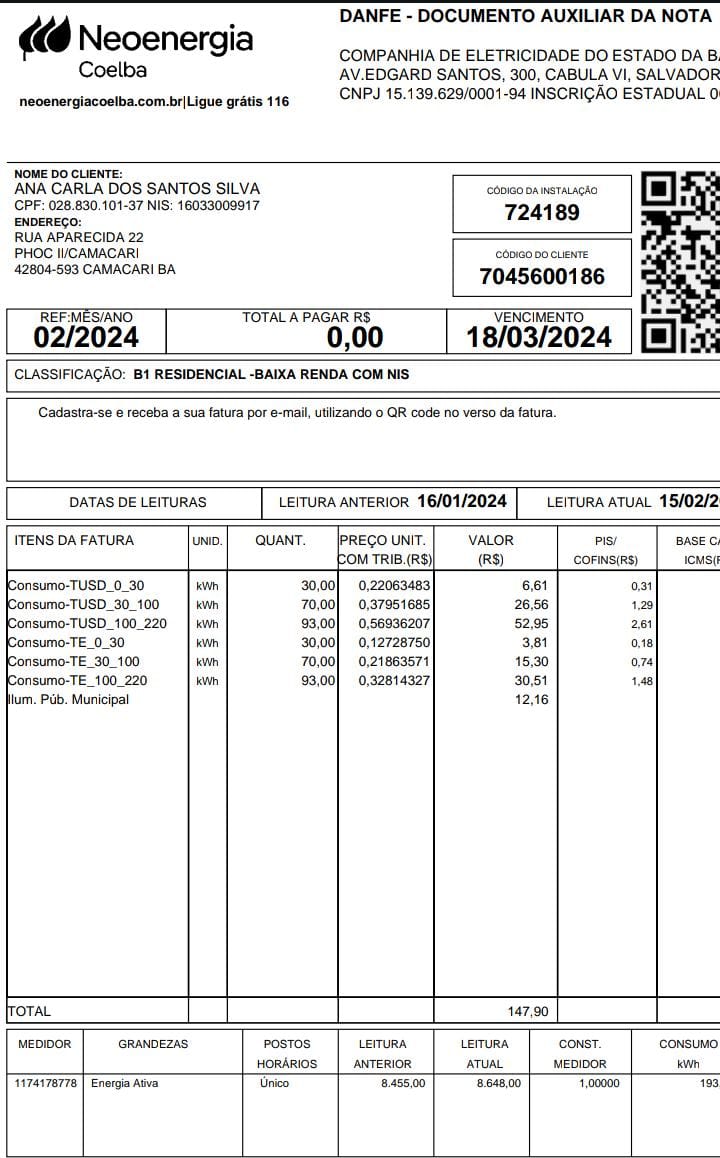 Neoenergia
Coelba
neoenergiacoelba.com.br|Ligue grátis 116
DANFE - DOCUMENTO AUXILIAR DA NOTA
COMPANHIA DE ELETRICIDADE DO ESTADO DA BA
AV.EDGARD SANTOS, 300, CABULA VI, SALVADOR
CNPJ 15.139.629/0001-94 INSCRIÇÃO ESTADUAL 0
NOME DO CLIENTE:
ANA CARLA DOS SANTOS SILVA
CPF: 028.830.101-37 NIS: 16033009917
ENDEREÇO:
RUA APARECIDA 22
PHOC II/CAMACARI
42804-593 CAMACARI BA
CÓDIGO DA INSTALAÇÃO
724189
CÓDIGO DO CLIENTE
7045600186
REF:MÊS/ANO TOTAL A PAGAR R$ VENCIMENTO
02/2024 0,00 18/03/2024
CLASSIFICAÇÃO: B1 RESIDENCIAL -BAIXA RENDA COM NIS
Cadastra-se e receba a sua fatura por e-mail, utilizando o QR code no verso da fatura.
DATAS DE LEITURAS LEITURA ANTERIOR 16/01/2024 LEITURA ATUAL 15/02/2
ITENS DA FATURA UNID. QUANT. PREÇO UNIT. VALOR PIS/ BASE CA
COM TRIB.(R$) (R$) COFINS(R$) ICMS(R
Consumo-TUSD_0_30 kWh 30,00 0,22063483 6,61 0,31
Consumo-TUSD_30_100 kWh 70,00 0,37951685 26,56 1,29
Consumo-TUSD_100_220 kWh 93,00 0,56936207 52,95 2,61
Consumo-TE_0_30 kWh 30,00 0,12728750 3,81 0,18
Consumo-TE_30_100 kWh 70,00 0,21863571 15,30 0,74
Consumo-TE_100_220 kWh 93,00 0,32814327 30,51 1,48
Ilum. Púb. Municipal 12,16
TOTAL 147,90
MEDIDOR GRANDEZAS POSTOS LEITURA LEITURA CONST. CONSUMO
HORÁRIOS ANTERIOR ATUAL MEDIDOR kWh
1174178778 Energia Ativa Único 8.455,00 8.648,00 1,00000 193